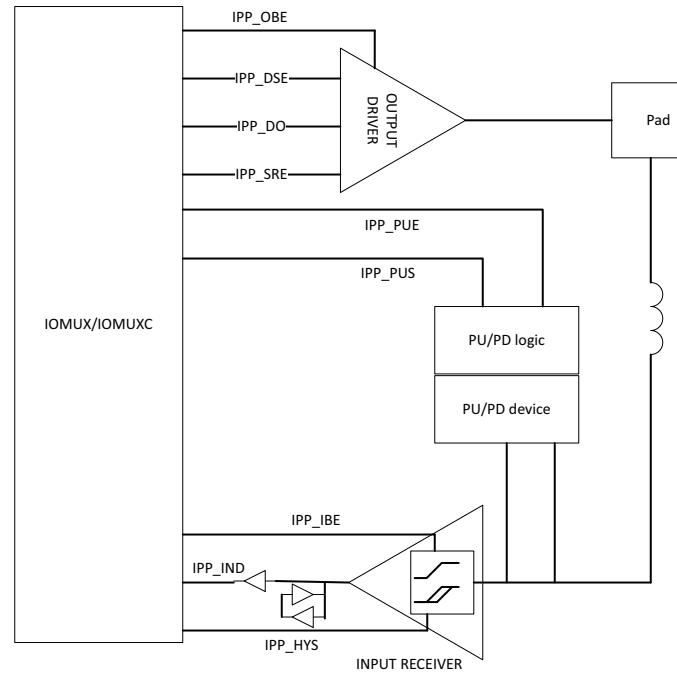 IPP_OBE
IPP_DSE
OUTPUT
DRIVER
Pad
IPP_DO
IPP_SRE
IPP_PUE
IPP_PUS
IOMUX/IOMUXC
PU/PD logic
PU/PD device
IPP_IBE
IPP_IND
IPP_HYS
INPUT RECEIVER